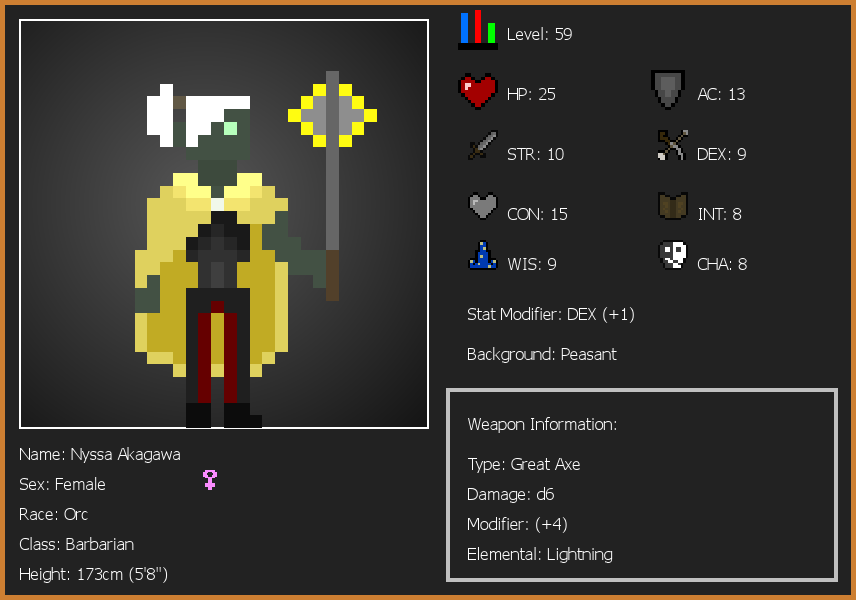 Level: 59
HP: 25
AC: 13
STR: 10
DEX: 9
CON: 15
INT: 8
WIS: 9
CHA: 8
Stat Modifier: DEX (+1)
Background: Peasant
Weapon Information:
Type: Great Axe
Damage: d6
Modifier: (+4)
Elemental: Lightning
Name: Nyssa Akagawa
Sex: Female
Race: Orc
Class: Barbarian
Height: 173cm (5'8")